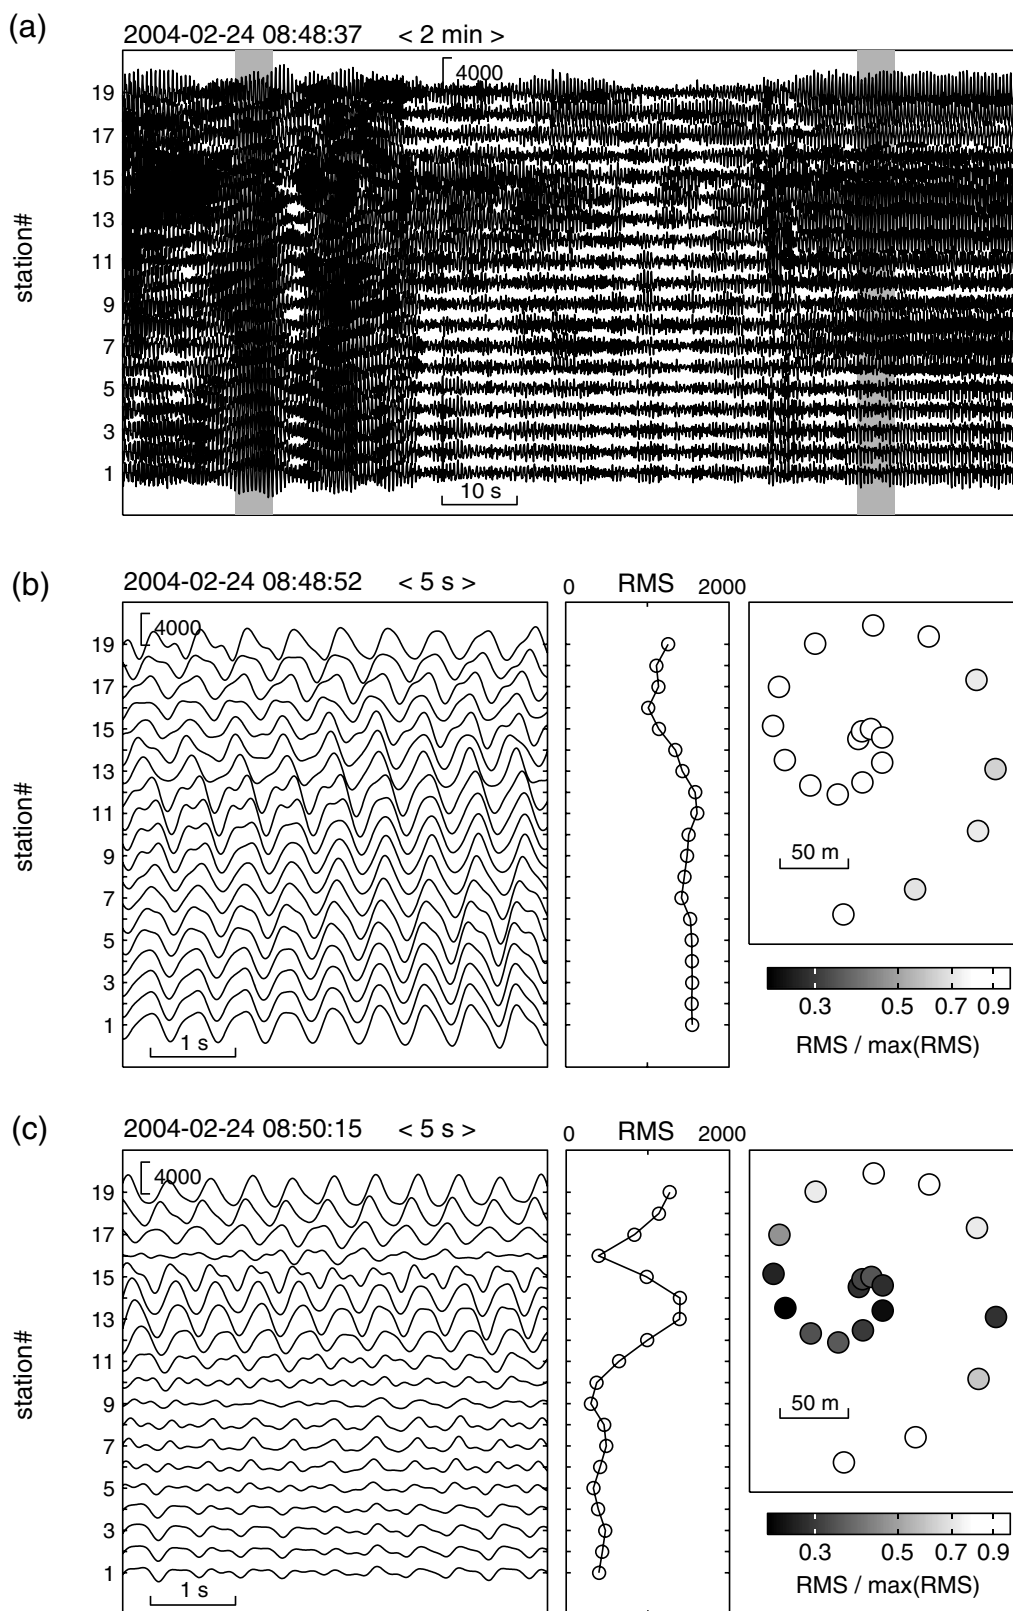 (a)
2004-02-24 08:48:37 < 2 min >
4000
19
17
15
13
11
9
7
5
3
1
station#
10 s
(b)
2004-02-24 08:48:52 < 5 s >
0 RMS 2000
4000
19
17
15
13
11
9
7
5
3
1
station#
1 s
50 m
0.3 0.5 0.7 0.9
RMS / max(RMS)
(c)
2004-02-24 08:50:15 < 5 s >
0 RMS 2000
4000
19
17
15
13
11
9
7
5
3
1
station#
1 s
50 m
0.3 0.5 0.7 0.9
RMS / max(RMS)